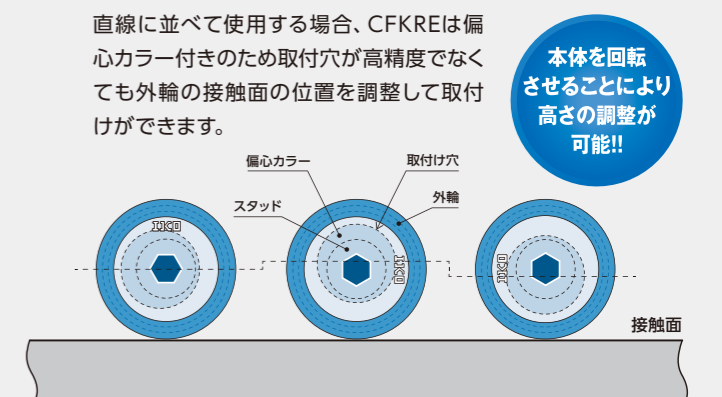 直線に並べて使用する場合、CFKREは偏
心カラー付きのため取付穴が高精度でなく
ても外輪の接触面の位置を調整して取付
けができます。
本体を回転
させることにより
高さの調整が
可能!!
偏心カラー
取付け穴
スタッド
外輪
IKO
IKO
IKO
接触面